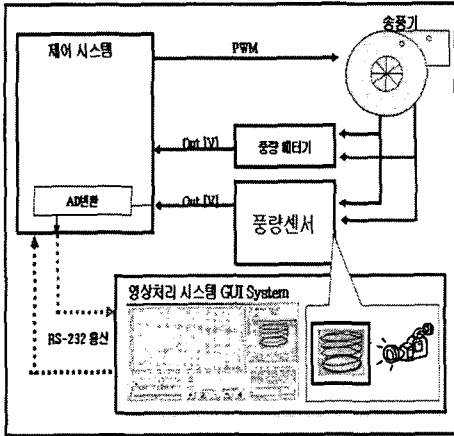 송풍기
제어 시스템
PWM
Out [V]
풍량 메터기
AD변환
Out [V]
풍량센서
영상처리 시스템 GUI System
RS-232 통신